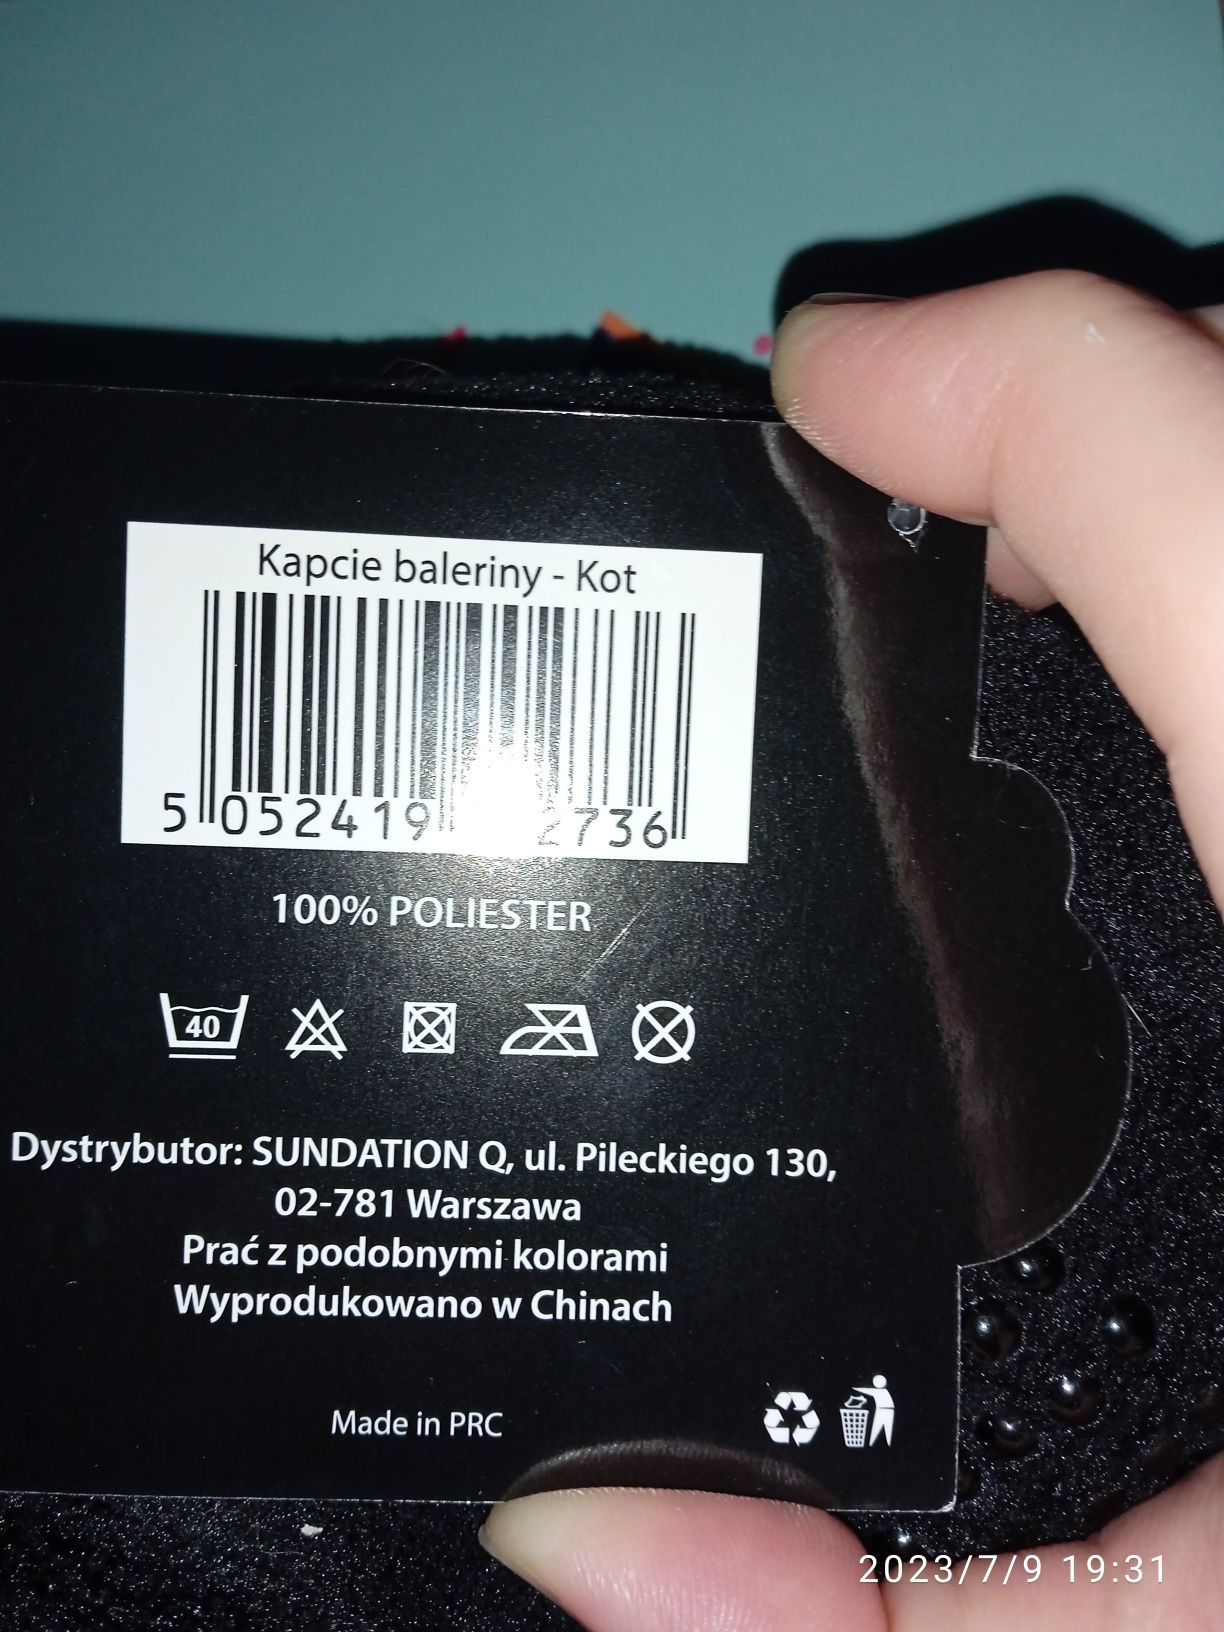 Kapcie baleriny - Kot
5 052419 2736
100% POLIESTER
40
Dystrybutor: SUNDATION Q, ul. Pileckiego 130,
02-781 Warszawa
Prać z podobnymi kolorami
Wyprodukowano w Chinach
Made in PRC
2023/7/9 19:31